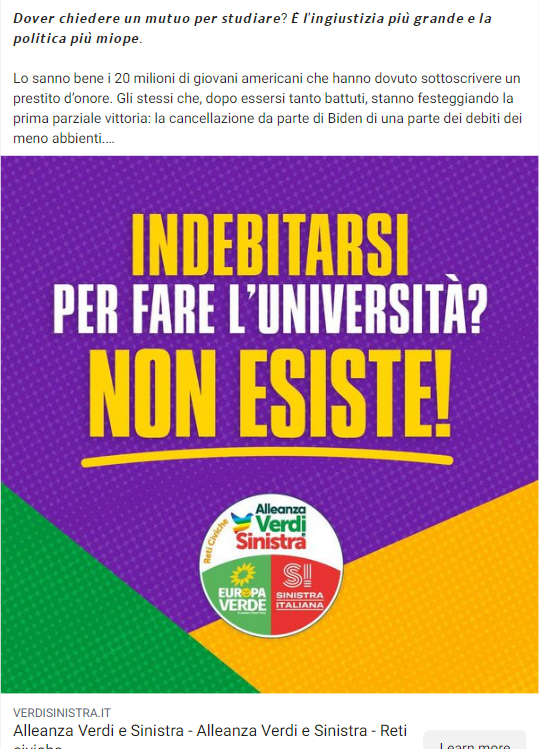 Dover chiedere un mutuo per studiare? È l'ingiustizia più grande e la
politica più miope.
Lo sanno bene i 20 milioni di giovani americani che hanno dovuto sottoscrivere un
prestito d’onore. Gli stessi che, dopo essersi tanto battuti, stanno festeggiando la
prima parziale vittoria: la cancellazione da parte di Biden di una parte dei debiti dei
meno abbienti....
INDEBITARSI
PER FARE L’UNIVERSITÀ?
NON ESISTE!
Reti Civiche
Alleanza
Verdi
Sinistra
EUROPA
VERDE
SI
SINISTRA
ITALIANA
VERDISINISTRA.IT
Alleanza Verdi e Sinistra - Alleanza Verdi e Sinistra - Reti
civiche
Learn more